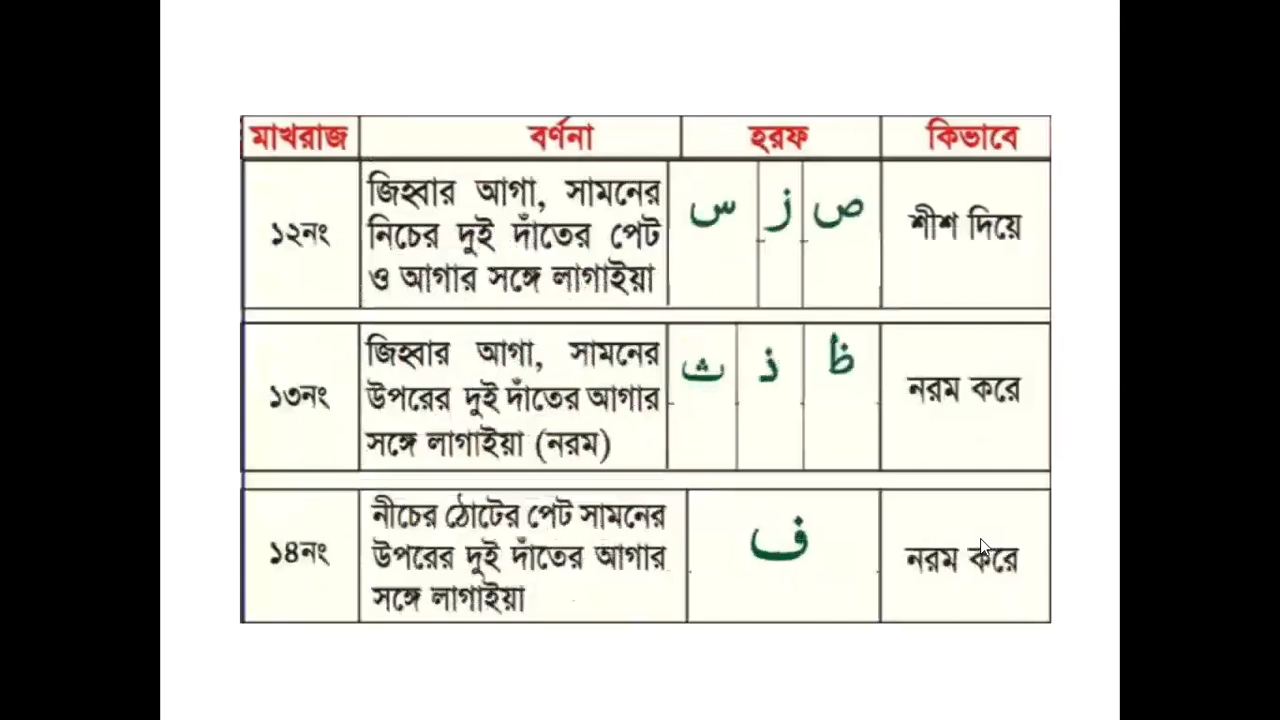 মাখরাজ বর্ণনা হরফ কিভাবে
জিহ্বার আগা, সামনের
নিচের দুই দাঁতের পেট
ও আগার সঙ্গে লাগাইয়া
১২নং
س ز ص
শীশ দিয়ে
জিহ্বার আগা, সামনের
উপরের দুই দাঁতের আগার
সঙ্গে লাগাইয়া (নরম)
১৩নং
ث ذ ظ
নরম করে
নীচের ঠোটের পেট সামনের
উপরের দুই দাঁতের আগার
সঙ্গে লাগাইয়া
১৪নং
ف
নরম করে